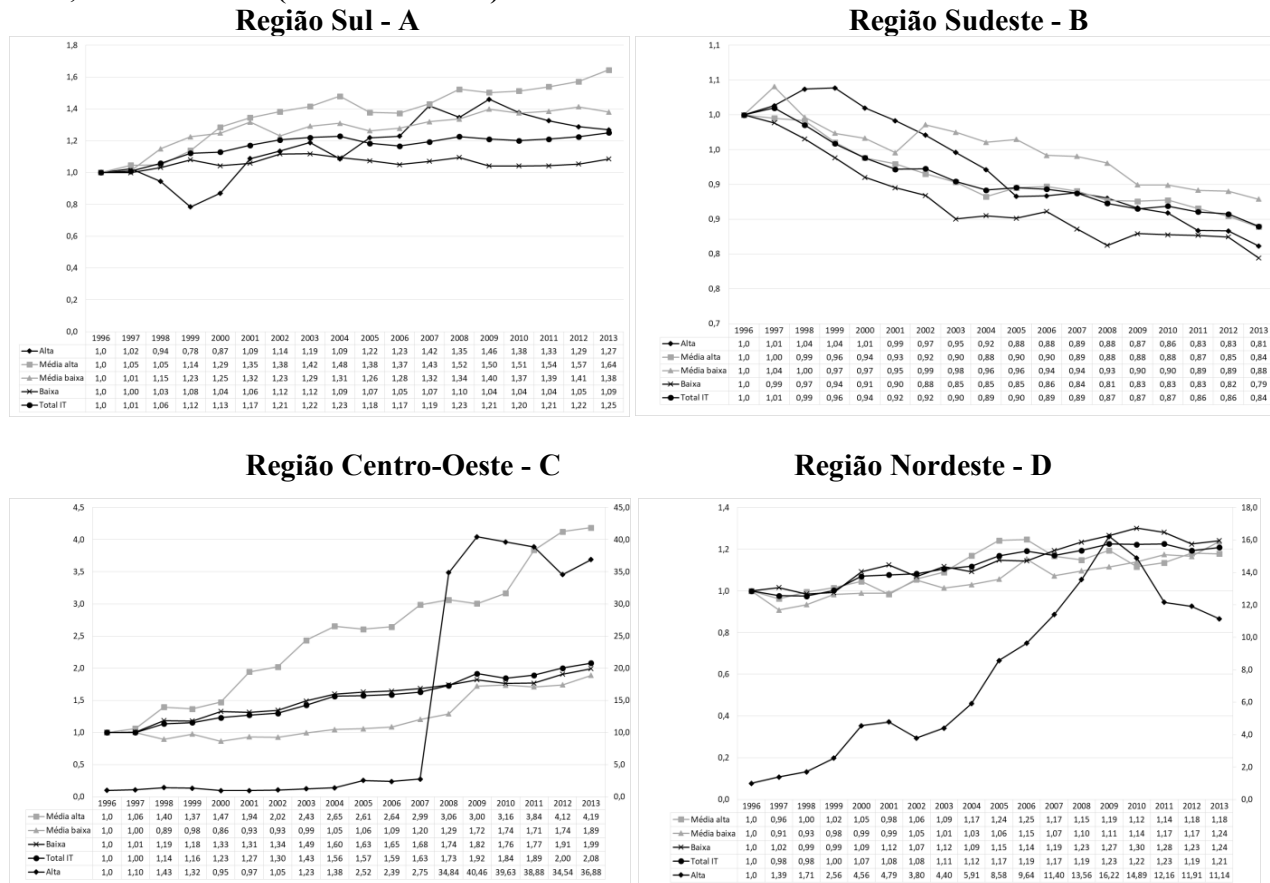 Região Sul - A
1,8
1,6
1,4
1,2
1,0
0,8
0,6
0,4
0,2
0,0
1996 1997 1998 1999 2000 2001 2002 2003 2004 2005 2006 2007 2008 2009 2010 2011 2012 2013
Alta 1,0 1,02 0,94 0,78 0,87 1,09 1,14 1,19 1,09 1,22 1,23 1,42 1,35 1,46 1,38 1,33 1,29 1,27
Média alta 1,0 1,05 1,05 1,14 1,29 1,35 1,38 1,42 1,48 1,38 1,37 1,43 1,52 1,50 1,51 1,54 1,57 1,64
Média baixa 1,0 1,01 1,15 1,23 1,25 1,32 1,23 1,29 1,31 1,26 1,28 1,32 1,34 1,40 1,37 1,39 1,41 1,38
Baixa 1,0 1,00 1,03 1,08 1,04 1,06 1,12 1,12 1,09 1,07 1,05 1,07 1,10 1,04 1,04 1,04 1,05 1,09
Total IT 1,0 1,01 1,06 1,12 1,13 1,17 1,21 1,22 1,23 1,18 1,17 1,19 1,23 1,21 1,20 1,21 1,22 1,25
Região Sudeste - B
1,1
1,1
1,0
1,0
0,9
0,9
0,8
0,8
0,7
1996 1997 1998 1999 2000 2001 2002 2003 2004 2005 2006 2007 2008 2009 2010 2011 2012 2013
Alta 1,0 1,01 1,04 1,04 1,01 0,99 0,97 0,95 0,92 0,88 0,88 0,89 0,88 0,87 0,86 0,83 0,83 0,81
Média alta 1,0 1,00 0,99 0,96 0,94 0,93 0,92 0,90 0,88 0,90 0,90 0,89 0,88 0,88 0,88 0,87 0,85 0,84
Média baixa 1,0 1,04 1,00 0,97 0,97 0,95 0,99 0,98 0,96 0,96 0,94 0,94 0,93 0,90 0,90 0,89 0,89 0,88
Baixa 1,0 0,99 0,97 0,94 0,91 0,90 0,88 0,85 0,85 0,85 0,86 0,84 0,81 0,83 0,83 0,83 0,82 0,79
Total IT 1,0 1,01 0,99 0,96 0,94 0,92 0,92 0,90 0,89 0,90 0,89 0,89 0,87 0,87 0,87 0,86 0,86 0,84
Região Centro-Oeste - C
4,5 45,0
4,0 40,0
3,5 35,0
3,0 30,0
2,5 25,0
2,0 20,0
1,5 15,0
1,0 10,0
0,5 5,0
0,0 0,0
1996 1997 1998 1999 2000 2001 2002 2003 2004 2005 2006 2007 2008 2009 2010 2011 2012 2013
Média alta 1,0 1,06 1,40 1,37 1,47 1,94 2,02 2,43 2,65 2,61 2,64 2,99 3,06 3,00 3,16 3,84 4,12 4,19
Média baixa 1,0 1,00 0,89 0,98 0,86 0,93 0,93 0,99 1,05 1,06 1,09 1,20 1,29 1,72 1,74 1,71 1,74 1,89
Baixa 1,0 1,01 1,19 1,18 1,33 1,31 1,34 1,49 1,60 1,63 1,65 1,68 1,74 1,82 1,76 1,77 1,91 1,99
Total IT 1,0 1,00 1,14 1,16 1,23 1,27 1,30 1,43 1,56 1,57 1,59 1,63 1,73 1,92 1,84 1,89 2,00 2,08
Alta 1,0 1,10 1,43 1,32 0,95 0,97 1,05 1,23 1,38 2,52 2,39 2,75 34,84 40,46 39,63 38,88 34,54 36,88
Região Nordeste - D
1,4 18,0
1,2 16,0
1,0 14,0
0,8 12,0
0,6 10,0
0,4 8,0
0,2 6,0
0,0 4,0
2,0
0,0
1996 1997 1998 1999 2000 2001 2002 2003 2004 2005 2006 2007 2008 2009 2010 2011 2012 2013
Média alta 1,0 0,96 1,00 1,02 1,05 0,98 1,06 1,09 1,17 1,24 1,25 1,17 1,15 1,19 1,12 1,14 1,18 1,18
Média baixa 1,0 0,91 0,93 0,98 0,99 0,99 1,05 1,01 1,03 1,06 1,15 1,07 1,10 1,11 1,14 1,17 1,17 1,24
Baixa 1,0 1,02 0,99 0,99 1,09 1,12 1,07 1,12 1,09 1,15 1,14 1,19 1,23 1,27 1,30 1,28 1,23 1,24
Total IT 1,0 0,98 0,98 1,00 1,07 1,08 1,08 1,11 1,12 1,17 1,19 1,17 1,19 1,23 1,22 1,23 1,19 1,21
Alta 1,0 1,39 1,71 2,56 4,56 4,79 3,80 4,40 5,91 8,58 9,64 11,40 13,56 16,22 14,89 12,16 11,91 11,14